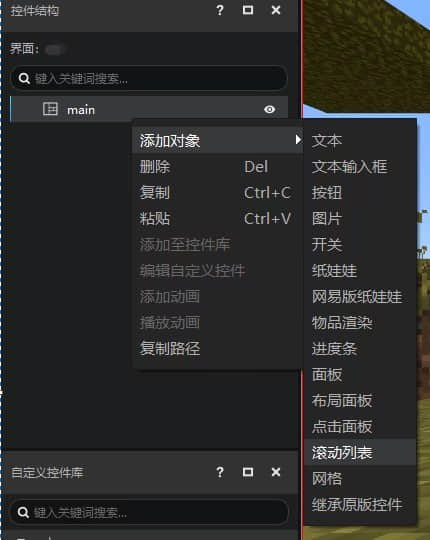 控件结构
界面：
键入关键词搜索...
main
添加对象
删除 Del
复制 Ctrl+C
粘贴 Ctrl+V
添加至控件库
编辑自定义控件
添加动画
播放动画
复制路径
文本
文本输入框
按钮
图片
开关
纸娃娃
网易版纸娃娃
物品渲染
进度条
面板
布局面板
点击面板
滚动列表
网格
继承原版控件
自定义控件库
键入关键词搜索...